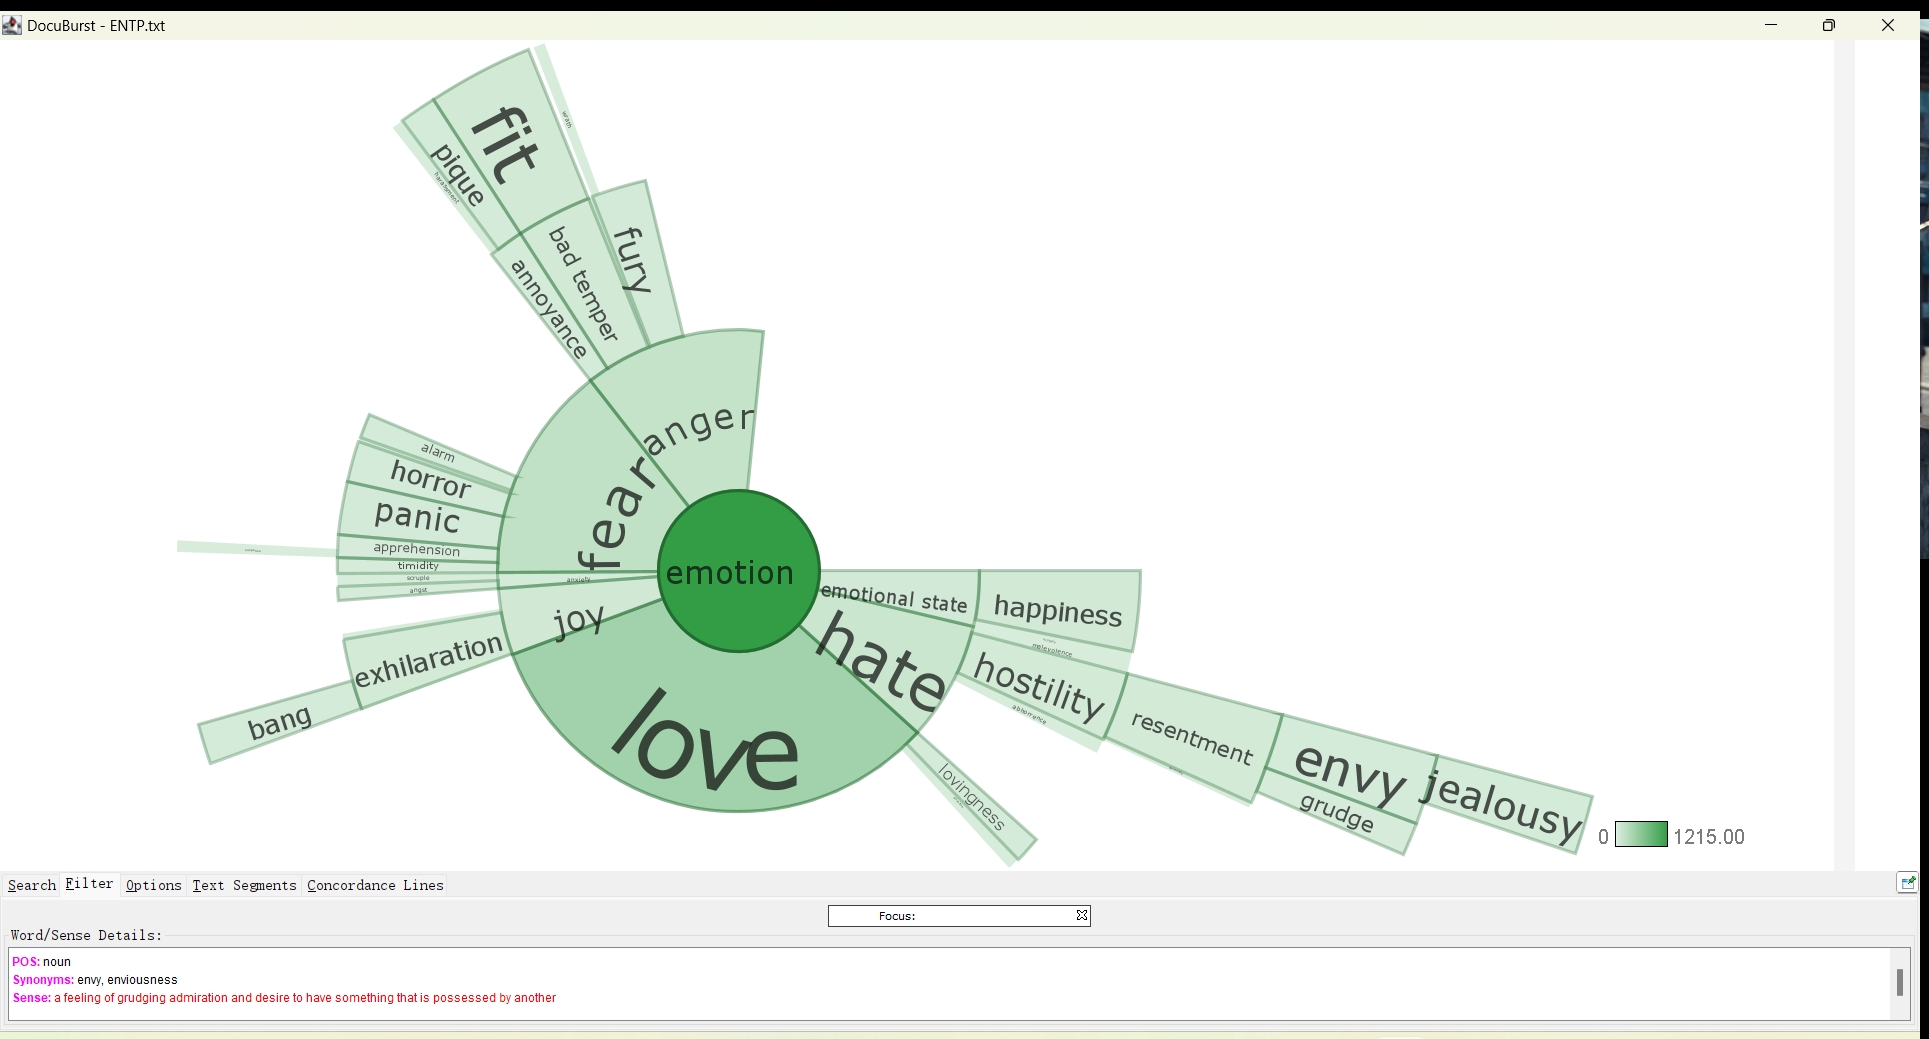 DocuBurst - ENTP.txt
fit
wrath
pique
harassment
bad temper
fury
annoyance
anger
alarm
fear
horror
panic
apprehension
timidity
scruple
angst
anxiety
emotion
emotional state
happiness
malevolence
joy
hate
exhilaration
hostility
abhorrence
bang
love
resentment
envy
jealousy
lovingness
grudge
0 1215.00
Search Filter Options Text Segments Concordance Lines
Focus:
Word/Sense Details:
POS: noun
Synonyms: envy, enviousness
Sense: a feeling of grudging admiration and desire to have something that is possessed by another